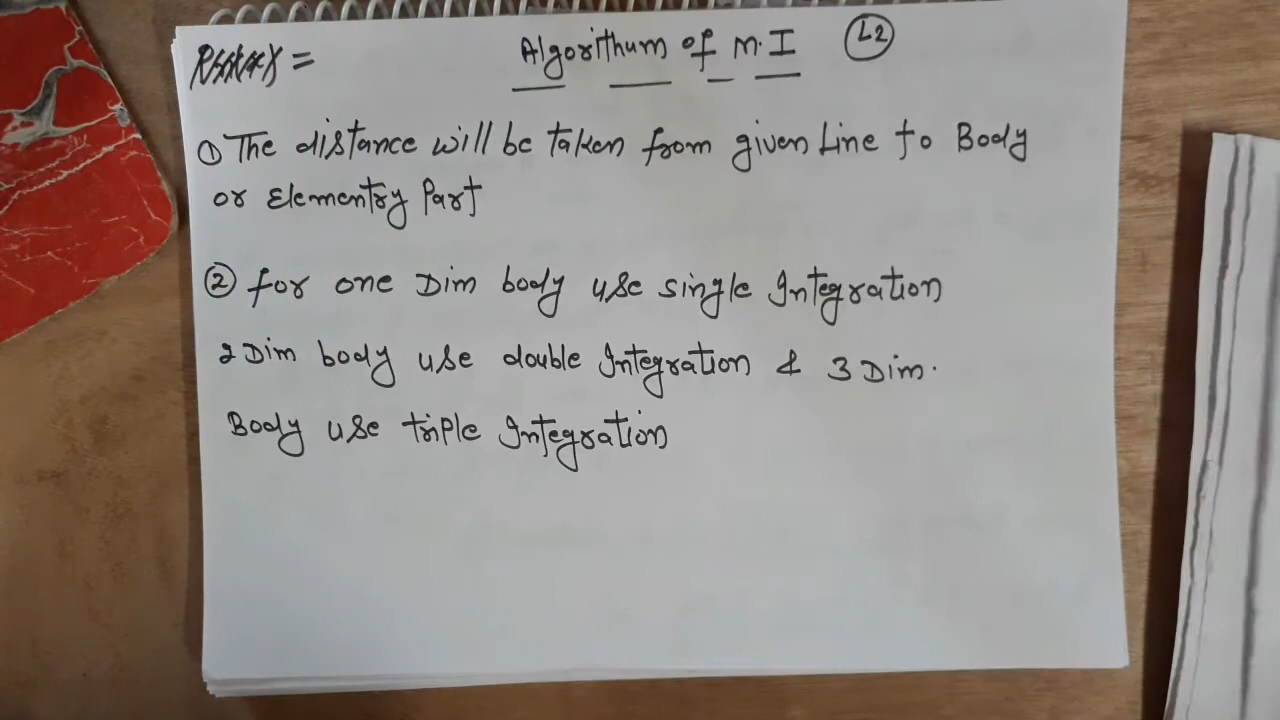 Algorithum of M.I L2
① The distance will be taken from given Line to Body
or Elementry Part
② for one Dim body use single Integration
2 Dim body use double Integration & 3 Dim.
Body use triple Integration